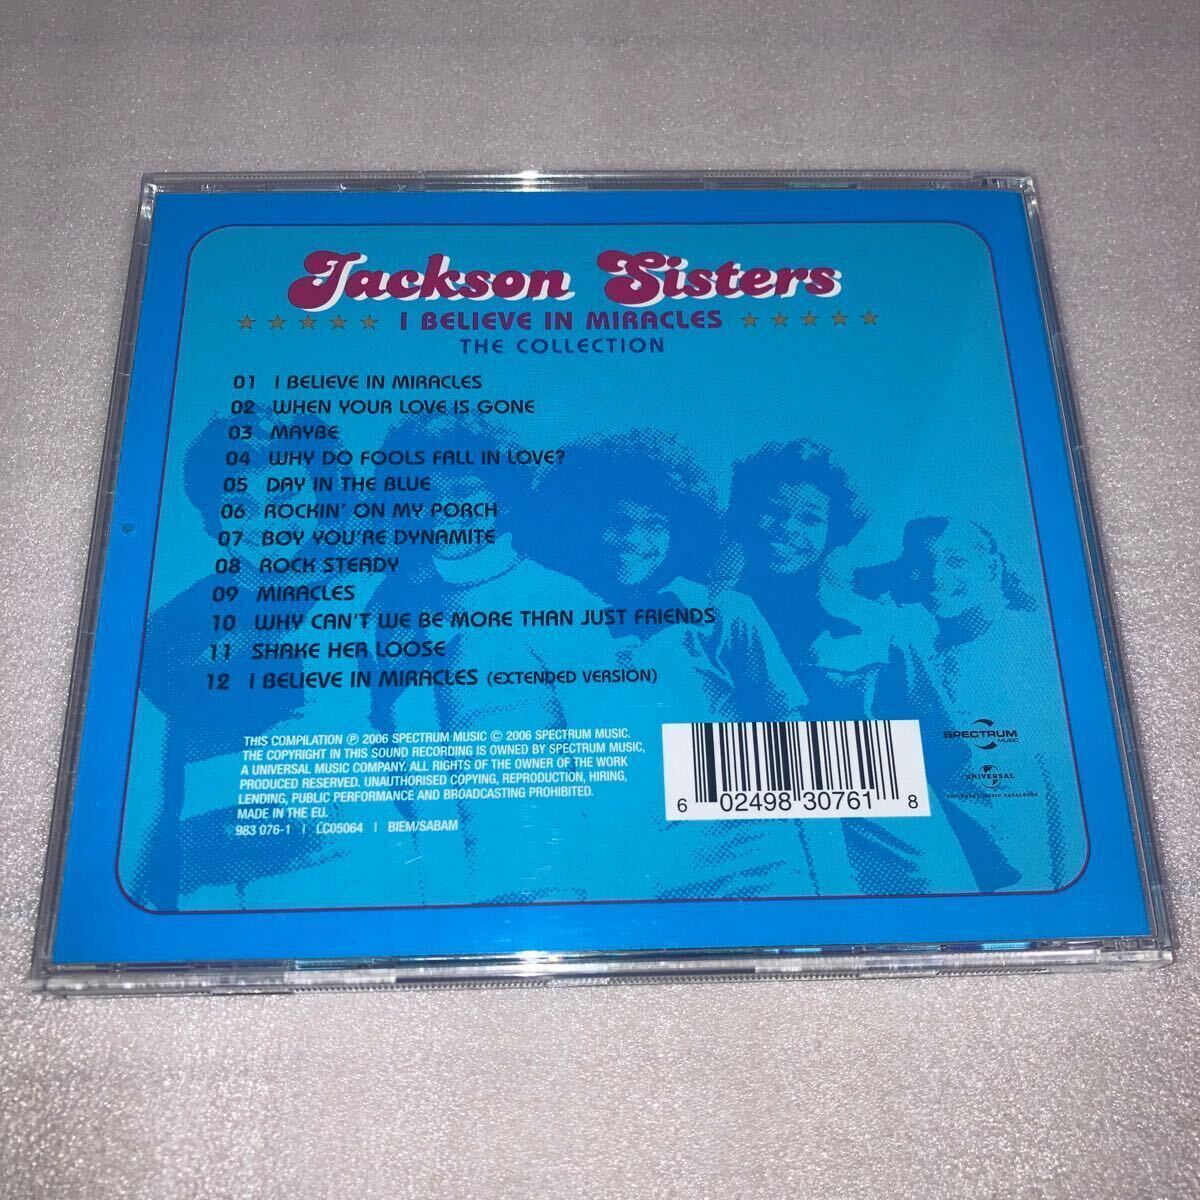 Jackson Sisters
I BELIEVE IN MIRACLES
THE COLLECTION
01 I BELIEVE IN MIRACLES
02 WHEN YOUR LOVE IS GONE
03 MAYBE
04 WHY DO FOOLS FALL IN LOVE?
05 DAY IN THE BLUE
06 ROCKIN' ON MY PORCH
07 BOY YOU'RE DYNAMITE
08 ROCK STEADY
09 MIRACLES
10 WHY CAN'T WE BE MORE THAN JUST FRIENDS
11 SHAKE HER LOOSE
12 I BELIEVE IN MIRACLES (EXTENDED VERSION)
THIS COMPILATION ℗ 2006 SPECTRUM MUSIC © 2006 SPECTRUM MUSIC.
THE COPYRIGHT IN THIS SOUND RECORDING IS OWNED BY SPECTRUM MUSIC,
A UNIVERSAL MUSIC COMPANY. ALL RIGHTS OF THE OWNER OF THE WORK
PRODUCED RESERVED. UNAUTHORISED COPYING, REPRODUCTION, HIRING,
LENDING, PUBLIC PERFORMANCE AND BROADCASTING PROHIBITED.
MADE IN THE EU.
983 076-1 | LC05064 | BIEM/SABAM
6 02498 30761 8
SPECTRUM
MUSIC
UNIVERSAL
UNIVERSAL MUSIC CATALOGUE